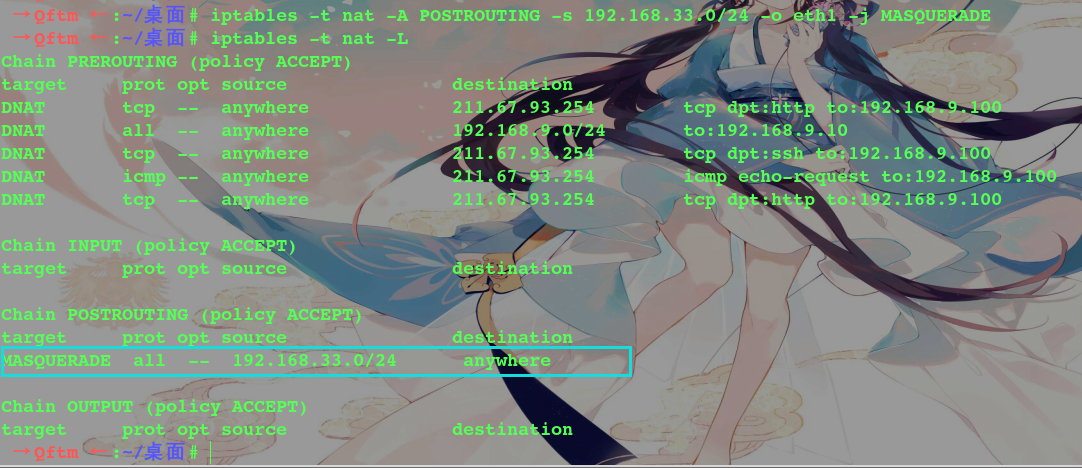 →Qftm ←:~/桌面# iptables -t nat -A POSTROUTING -s 192.168.33.0/24 -o eth1 -j MASQUERADE
→Qftm ←:~/桌面# iptables -t nat -L
Chain PREROUTING (policy ACCEPT)
target     prot opt source               destination
DNAT       tcp  --  anywhere             211.67.93.254        tcp dpt:http to:192.168.9.100
DNAT       all  --  anywhere             192.168.9.0/24       to:192.168.9.10
DNAT       tcp  --  anywhere             211.67.93.254        tcp dpt:ssh to:192.168.9.100
DNAT       icmp --  anywhere             211.67.93.254        icmp echo-request to:192.168.9.100
DNAT       tcp  --  anywhere             211.67.93.254        tcp dpt:http to:192.168.9.100
Chain INPUT (policy ACCEPT)
target     prot opt source               destination
Chain POSTROUTING (policy ACCEPT)
target     prot opt source               destination
MASQUERADE  all  --  192.168.33.0/24      anywhere
Chain OUTPUT (policy ACCEPT)
target     prot opt source               destination
→Qftm ←:~/桌面#